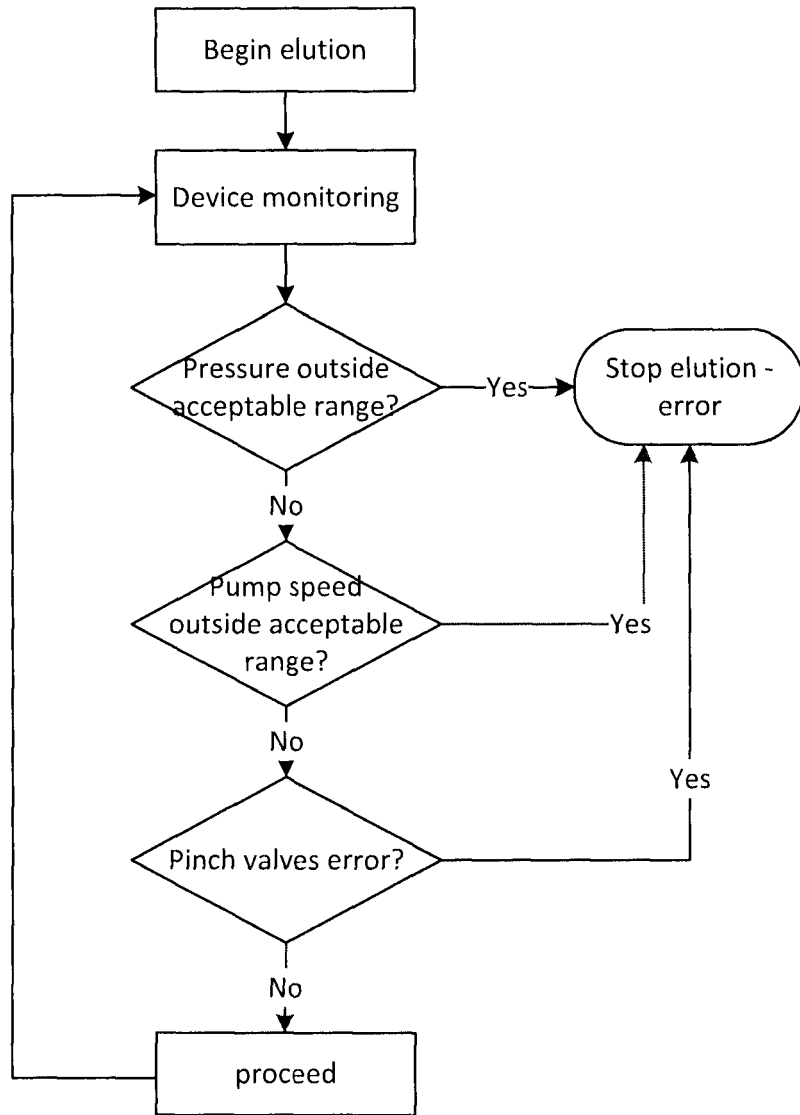 Begin elution
Device monitoring
Pressure outside
acceptable range?
Yes
Stop elution -
error
No
Pump speed
outside acceptable
range?
Yes
No
Yes
Pinch valves error?
No
proceed